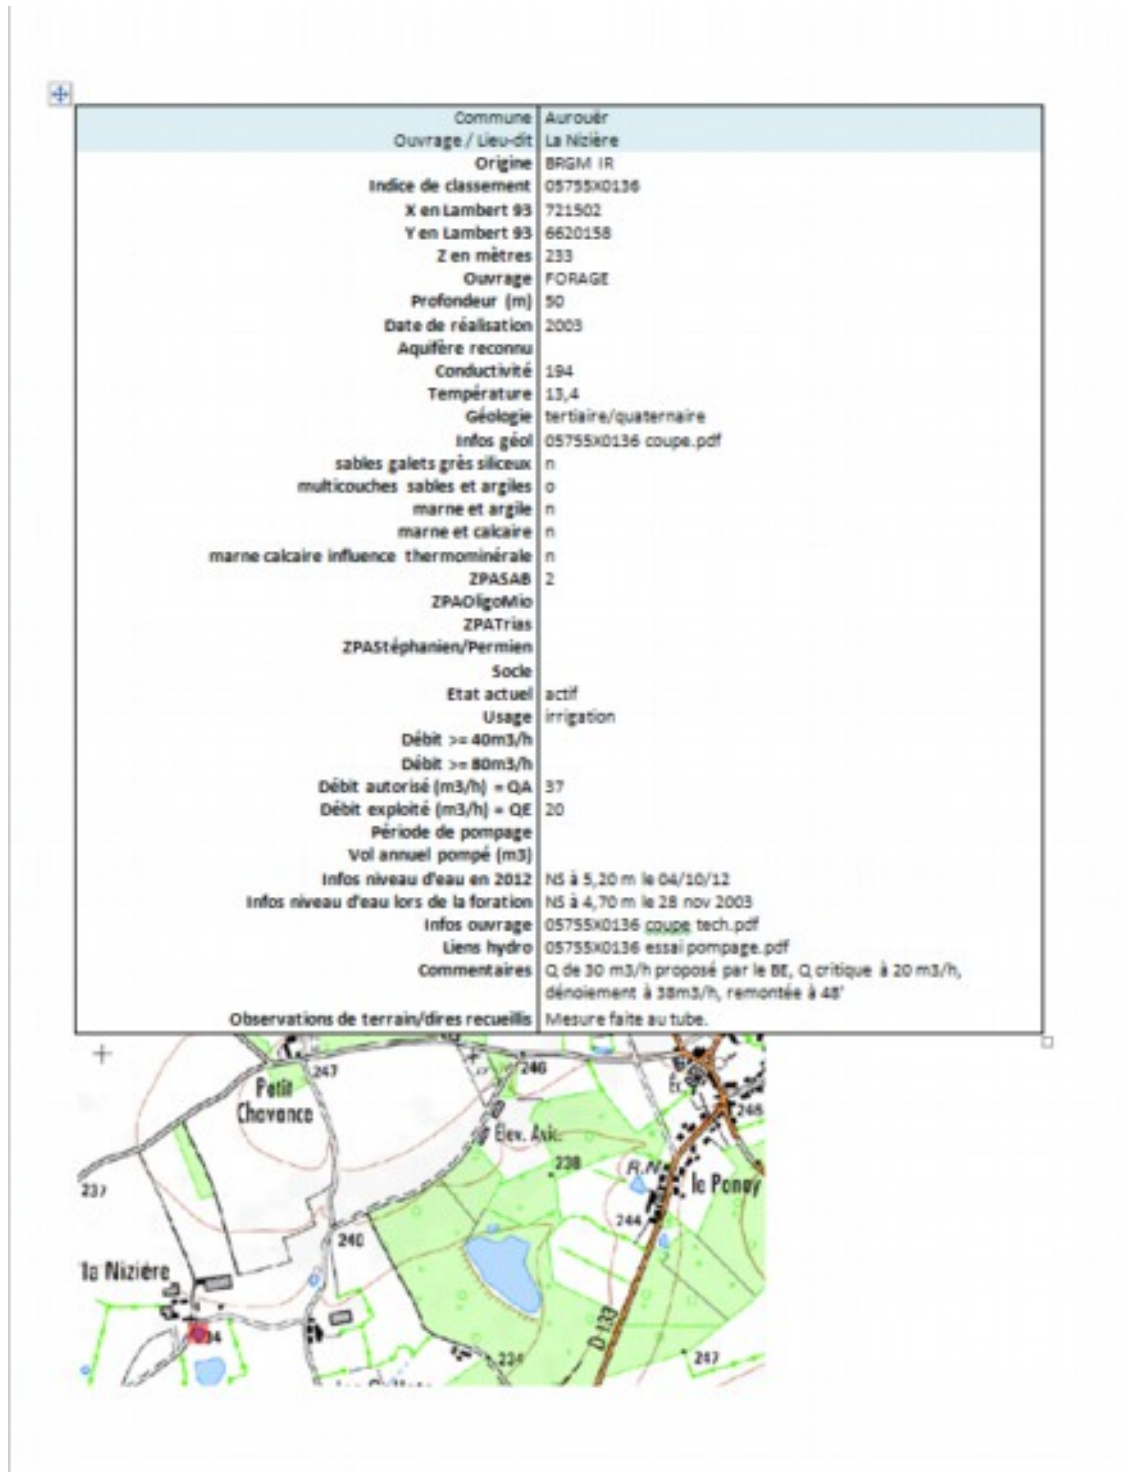 Commune Aurouër
Ouvrage / Lieu-dit La Nizière
Origine BRGM IR
Indice de classement 05755X0136
X en Lambert 93 721502
Y en Lambert 93 6620158
Z en mètres 233
Ouvrage FORAGE
Profondeur (m) 50
Date de réalisation 2003
Aquifère reconnu
Conductivité 194
Température 13,4
Géologie tertiaire/quaternaire
Infos géol 05755X0136 coupe.pdf
sables galets grès siliceux n
multicouches sables et argiles o
marne et argile n
marne et calcaire n
marne calcaire influence thermominérale n
ZPASAB 2
ZPAOligoMio
ZPATrias
ZPAStéphanien/Permien
Socle
Etat actuel actif
Usage irrigation
Débit >= 40m3/h
Débit >= 80m3/h
Débit autorisé (m3/h) = QA 37
Débit exploité (m3/h) = QE 20
Période de pompage
Vol annuel pompé (m3)
Infos niveau d'eau en 2012 NS à 5,20 m le 04/10/12
Infos niveau d'eau lors de la foration NS à 4,70 m le 28 nov 2003
Infos ouvrage 05755X0136 coupe tech.pdf
Liens hydro 05755X0136 essai pompage.pdf
Commentaires Q de 30 m3/h proposé par le BE, Q critique à 20 m3/h,
dénoiement à 38m3/h, remontée à 48'
Observations de terrain/dires recueillis Mesure faite au tube.
247
246
Petit
Chavance
Éc.
248
Elev. Avic.
238
R.N.
le Ponay
237
244
240
la Nizière
D 133
234
247